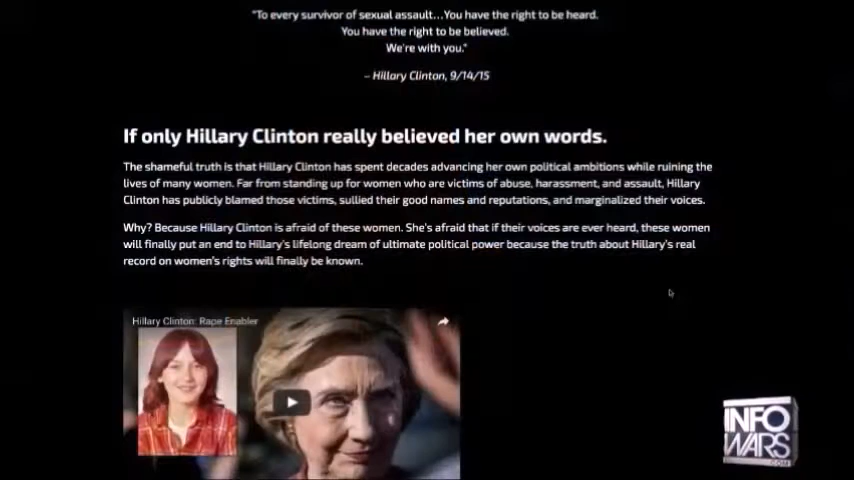 "To every survivor of sexual assault...You have the right to be heard.
You have the right to be believed.
We're with you."
– Hillary Clinton, 9/14/15
If only Hillary Clinton really believed her own words.
The shameful truth is that Hillary Clinton has spent decades advancing her own political ambitions while ruining the
lives of many women. Far from standing up for women who are victims of abuse, harassment, and assault, Hillary
Clinton has publicly blamed those victims, sullied their good names and reputations, and marginalized their voices.
Why? Because Hillary Clinton is afraid of these women. She's afraid that if their voices are ever heard, these women
will finally put an end to Hillary's lifelong dream of ultimate political power because the truth about Hillary's real
record on women's rights will finally be known.
Hillary Clinton: Rape Enabler
INFO
WARS
.COM